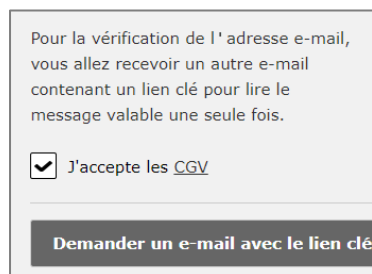 Pour la vérification de l'adresse e-mail,
vous allez recevoir un autre e-mail
contenant un lien clé pour lire le
message valable une seule fois.
J'accepte les CGV
Demander un e-mail avec le lien clé